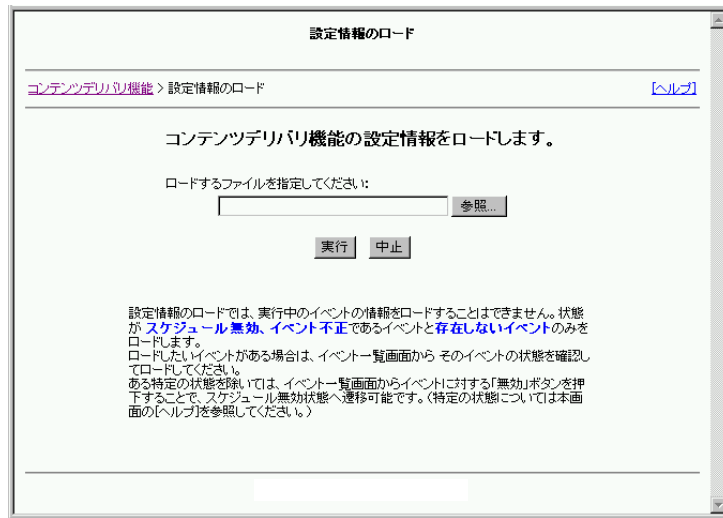 設定情報のロード
コンテンツデリバリ機能 > 設定情報のロード [ヘルプ]
コンテンツデリバリ機能の設定情報をロードします。
ロードするファイルを指定してください:
参照...
実行 中止
設定情報のロードでは、実行中のイベントの情報をロードすることはできません。状態
が スケジュール無効、イベント不正であるイベントと存在しないイベントのみを
ロードします。
ロードしたいイベントがある場合は、イベント一覧画面から そのイベントの状態を確認し
てロードしてください。
ある特定の状態を除いては、イベント一覧画面からイベントに対する「無効」ボタンを押
下することで、スケジュール無効状態へ遷移可能です。(特定の状態については本画
面の[ヘルプ]を参照してください。)